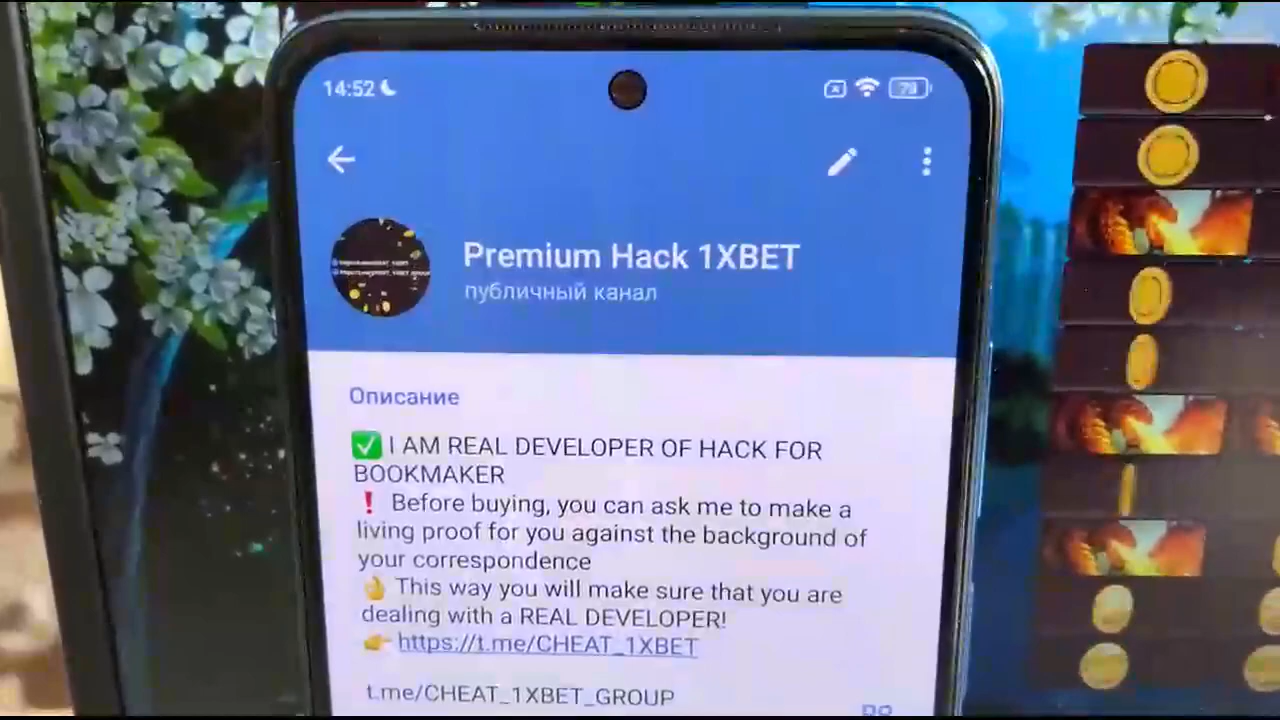 14:52
79
Premium Hack 1XBET
публичный канал
Описание
✅ I AM REAL DEVELOPER OF HACK FOR
BOOKMAKER
❗ Before buying, you can ask me to make a
living proof for you against the background of
your correspondence
👌 This way you will make sure that you are
dealing with a REAL DEVELOPER!
👉 https://t.me/CHEAT_1XBET
t.me/CHEAT_1XBET_GROUP